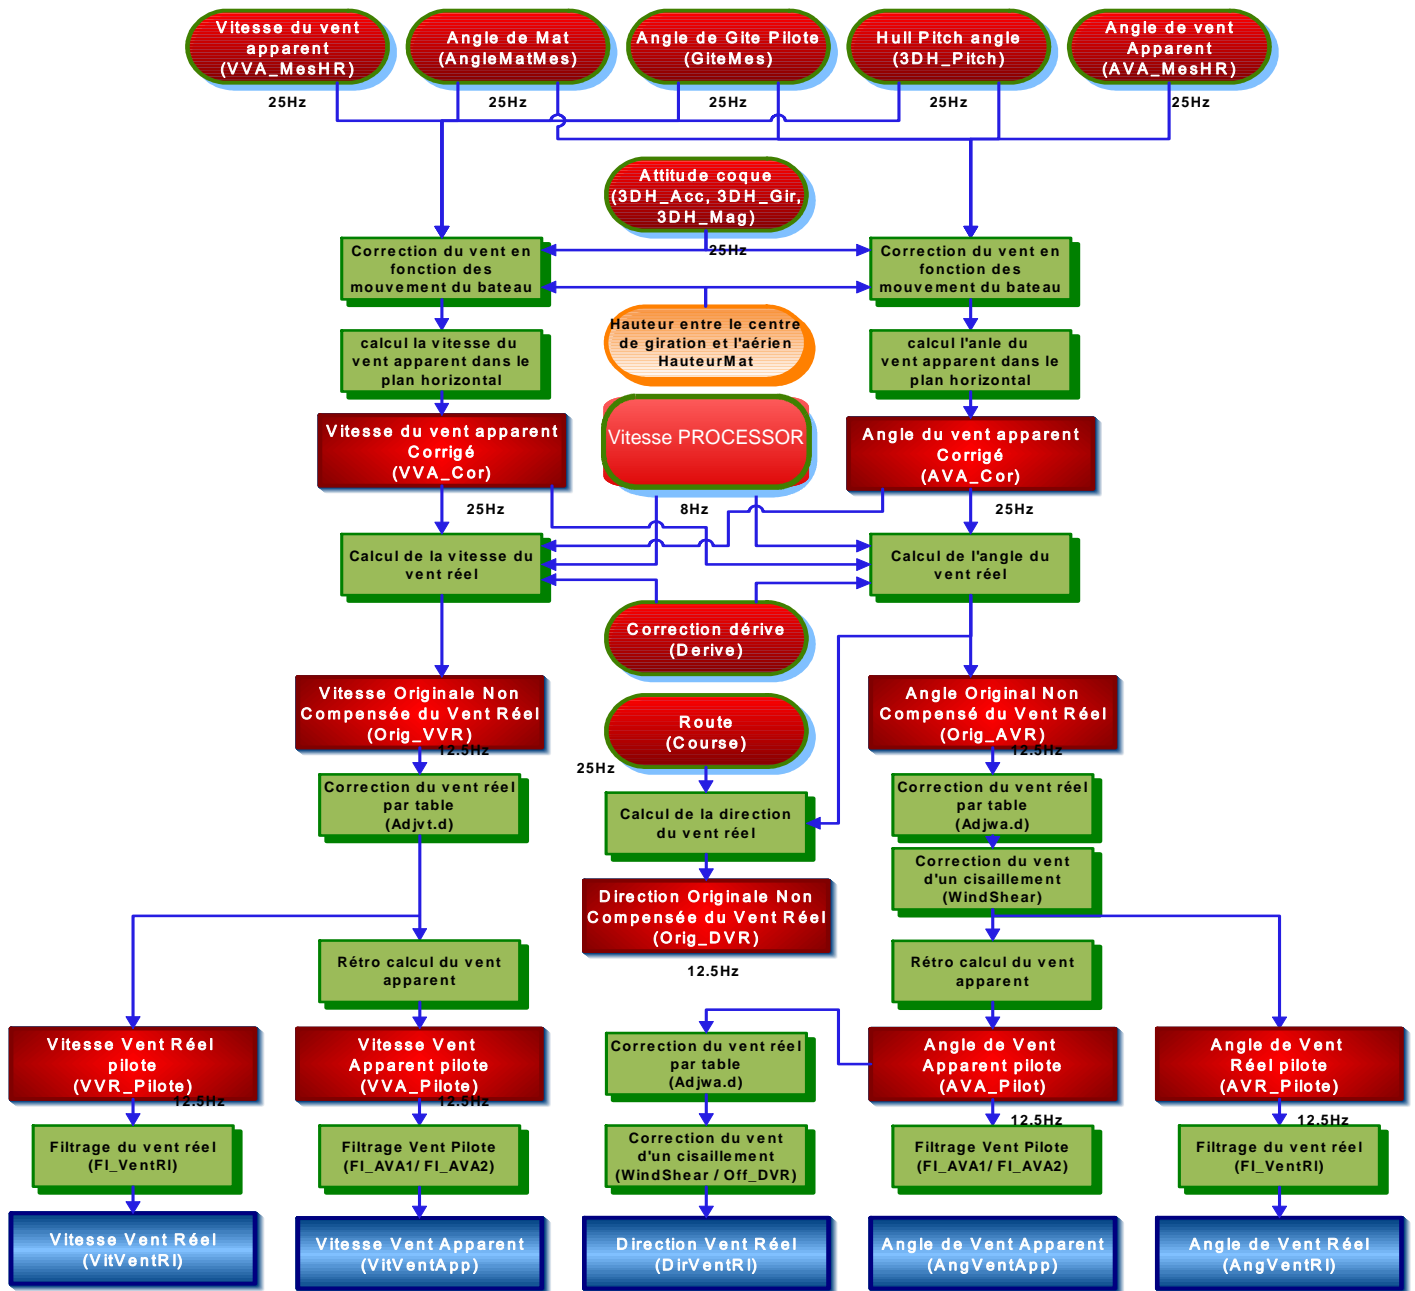 Vitesse du vent
apparent
(VVA_MesHR)
Angle de Mat
(AngleMatMes)
Angle de Gite Pilote
(GiteMes)
Hull Pitch angle
(3DH_Pitch)
Angle de vent
Apparent
(AVA_MesHR)
25Hz
25Hz
25Hz
25Hz
25Hz
Attitude coque
(3DH_Acc, 3DH_Gir,
3DH_Mag)
25Hz
Correction du vent en
fonction des
mouvement du bateau
Correction du vent en
fonction des
mouvement du bateau
Hauteur entre le centre
de giration et l'aérien
HauteurMat
calcul la vitesse du
vent apparent dans le
plan horizontal
calcul l'anle du
vent apparent dans le
plan horizontal
Vitesse du vent apparent
Corrigé
(VVA_Cor)
Vitesse PROCESSOR
Angle du vent apparent
Corrigé
(AVA_Cor)
25Hz
8Hz
25Hz
Calcul de la vitesse du
vent réel
Calcul de l'angle du
vent réel
Correction dérive
(Derive)
Vitesse Originale Non
Compensée du Vent Réel
(Orig_VVR)
Route
(Course)
Angle Original Non
Compensé du Vent Réel
(Orig_AVR)
12.5Hz
25Hz
12.5Hz
Correction du vent réel
par table
(Adjvt.d)
Calcul de la direction
du vent réel
Correction du vent réel
par table
(Adjwa.d)
Correction du vent
d'un cisaillement
(WindShear)
Direction Originale Non
Compensée du Vent Réel
(Orig_DVR)
12.5Hz
Rétro calcul du vent
apparent
Rétro calcul du vent
apparent
Vitesse Vent Réel
pilote
(VVR_Pilote)
12.5Hz
Vitesse Vent
Apparent pilote
(VVA_Pilote)
12.5Hz
Correction du vent réel
par table
(Adjwa.d)
Angle de Vent
Apparent pilote
(AVA_Pilot)
12.5Hz
Angle de Vent
Réel pilote
(AVR_Pilote)
12.5Hz
Filtrage du vent réel
(Fl_VentRl)
Filtrage Vent Pilote
(Fl_AVA1/ Fl_AVA2)
Correction du vent
d'un cisaillement
(WindShear / Off_DVR)
Filtrage Vent Pilote
(Fl_AVA1/ Fl_AVA2)
Filtrage du vent réel
(Fl_VentRl)
Vitesse Vent Réel
(VitVentRl)
Vitesse Vent Apparent
(VitVentApp)
Direction Vent Réel
(DirVentRl)
Angle de Vent Apparent
(AngVentApp)
Angle de Vent Réel
(AngVentRl)